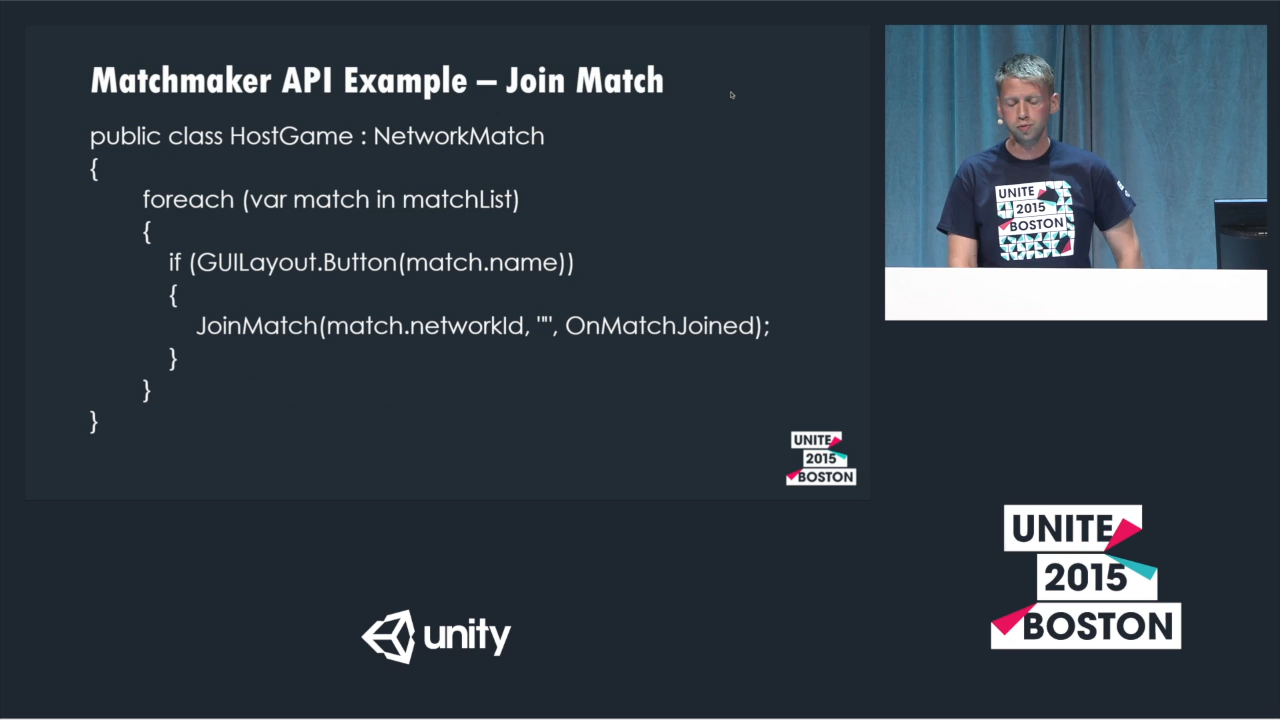 Matchmaker API Example – Join Match
public class HostGame : NetworkMatch
{
foreach (var match in matchList)
{
if (GUILayout.Button(match.name))
{
JoinMatch(match.networkId, "", OnMatchJoined);
}
}
}
UNITE
2015
BOSTON
UNITE
2015
BOSTON
unity
UNITE
2015
BOSTON